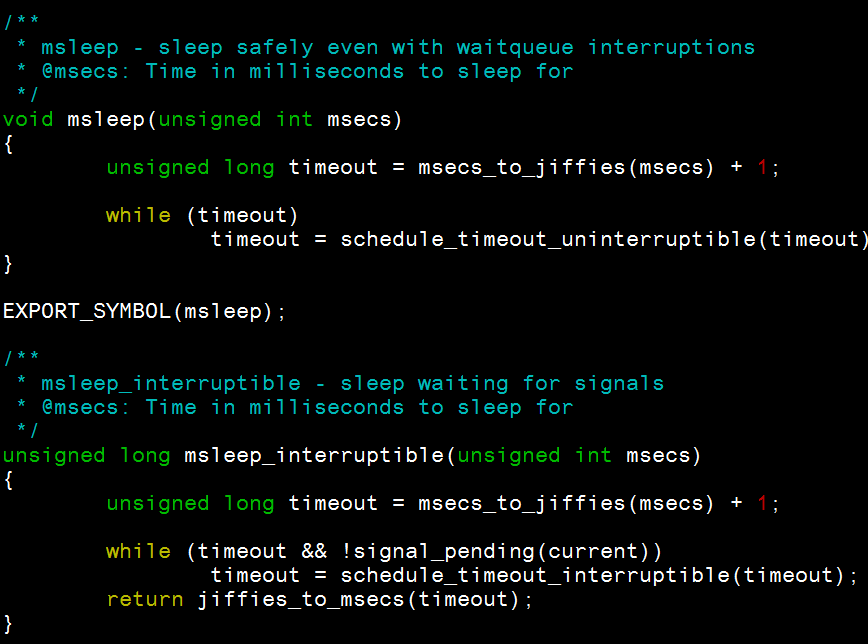 /**
 * msleep - sleep safely even with waitqueue interruptions
 * @msecs: Time in milliseconds to sleep for
 */
void msleep(unsigned int msecs)
{
        unsigned long timeout = msecs_to_jiffies(msecs) + 1;

        while (timeout)
                timeout = schedule_timeout_uninterruptible(timeout)
}

EXPORT_SYMBOL(msleep);

/**
 * msleep_interruptible - sleep waiting for signals
 * @msecs: Time in milliseconds to sleep for
 */
unsigned long msleep_interruptible(unsigned int msecs)
{
        unsigned long timeout = msecs_to_jiffies(msecs) + 1;

        while (timeout && !signal_pending(current))
                timeout = schedule_timeout_interruptible(timeout);
        return jiffies_to_msecs(timeout);
}